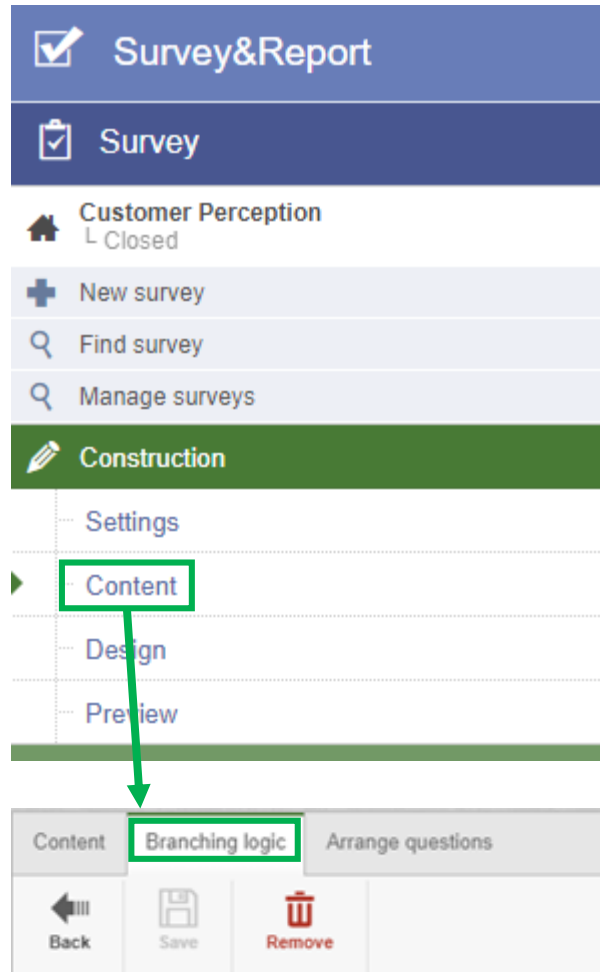 Survey&Report
Survey
Customer Perception
└ Closed
New survey
Find survey
Manage surveys
Construction
Settings
Content
Design
Preview
Content Branching logic Arrange questions
Back Save Remove